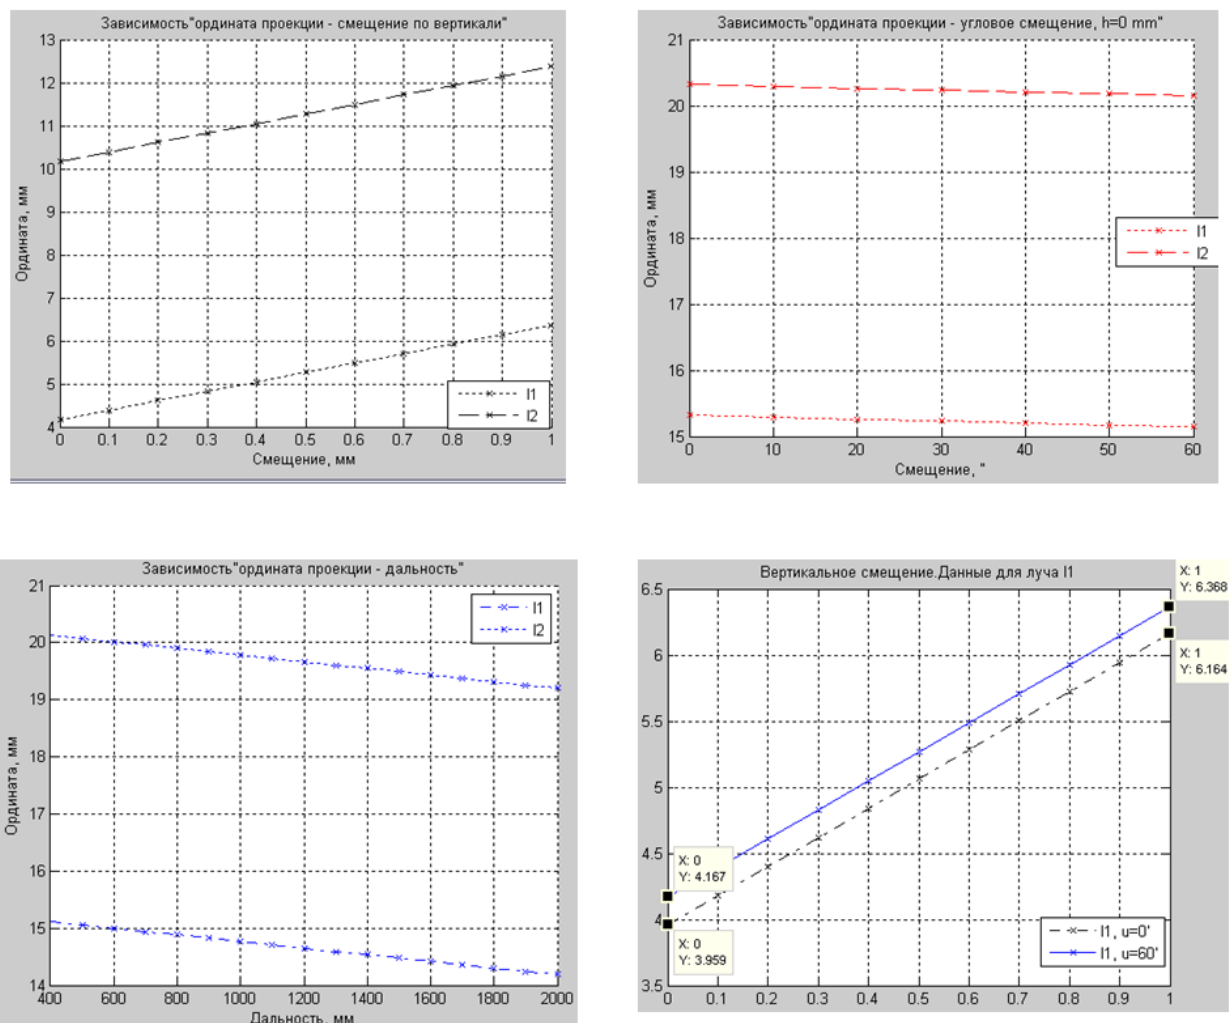 Зависимость"ордината проекции - смещение по вертикали"
13
12
11
10
9
8
7
6
5
4
Ордината, мм
0 0.1 0.2 0.3 0.4 0.5 0.6 0.7 0.8 0.9 1
Смещение, мм
l1
l2
Зависимость"ордината проекции - угловое смещение, h=0 mm"
21
20
19
18
17
16
15
Ордината, мм
0 10 20 30 40 50 60
Смещение, "
l1
l2
Зависимость"ордината проекции - дальность"
21
20
19
18
17
16
15
14
Ордината, мм
400 600 800 1000 1200 1400 1600 1800 2000
Дальность, мм
l1
l2
Вертикальное смещение.Данные для луча l1
6.5
6
5.5
5
4.5
4
3.5
0 0.1 0.2 0.3 0.4 0.5 0.6 0.7 0.8 0.9 1
X: 1
Y: 6.368
X: 1
Y: 6.164
X: 0
Y: 4.167
X: 0
Y: 3.959
l1, u=0'
l1, u=60'